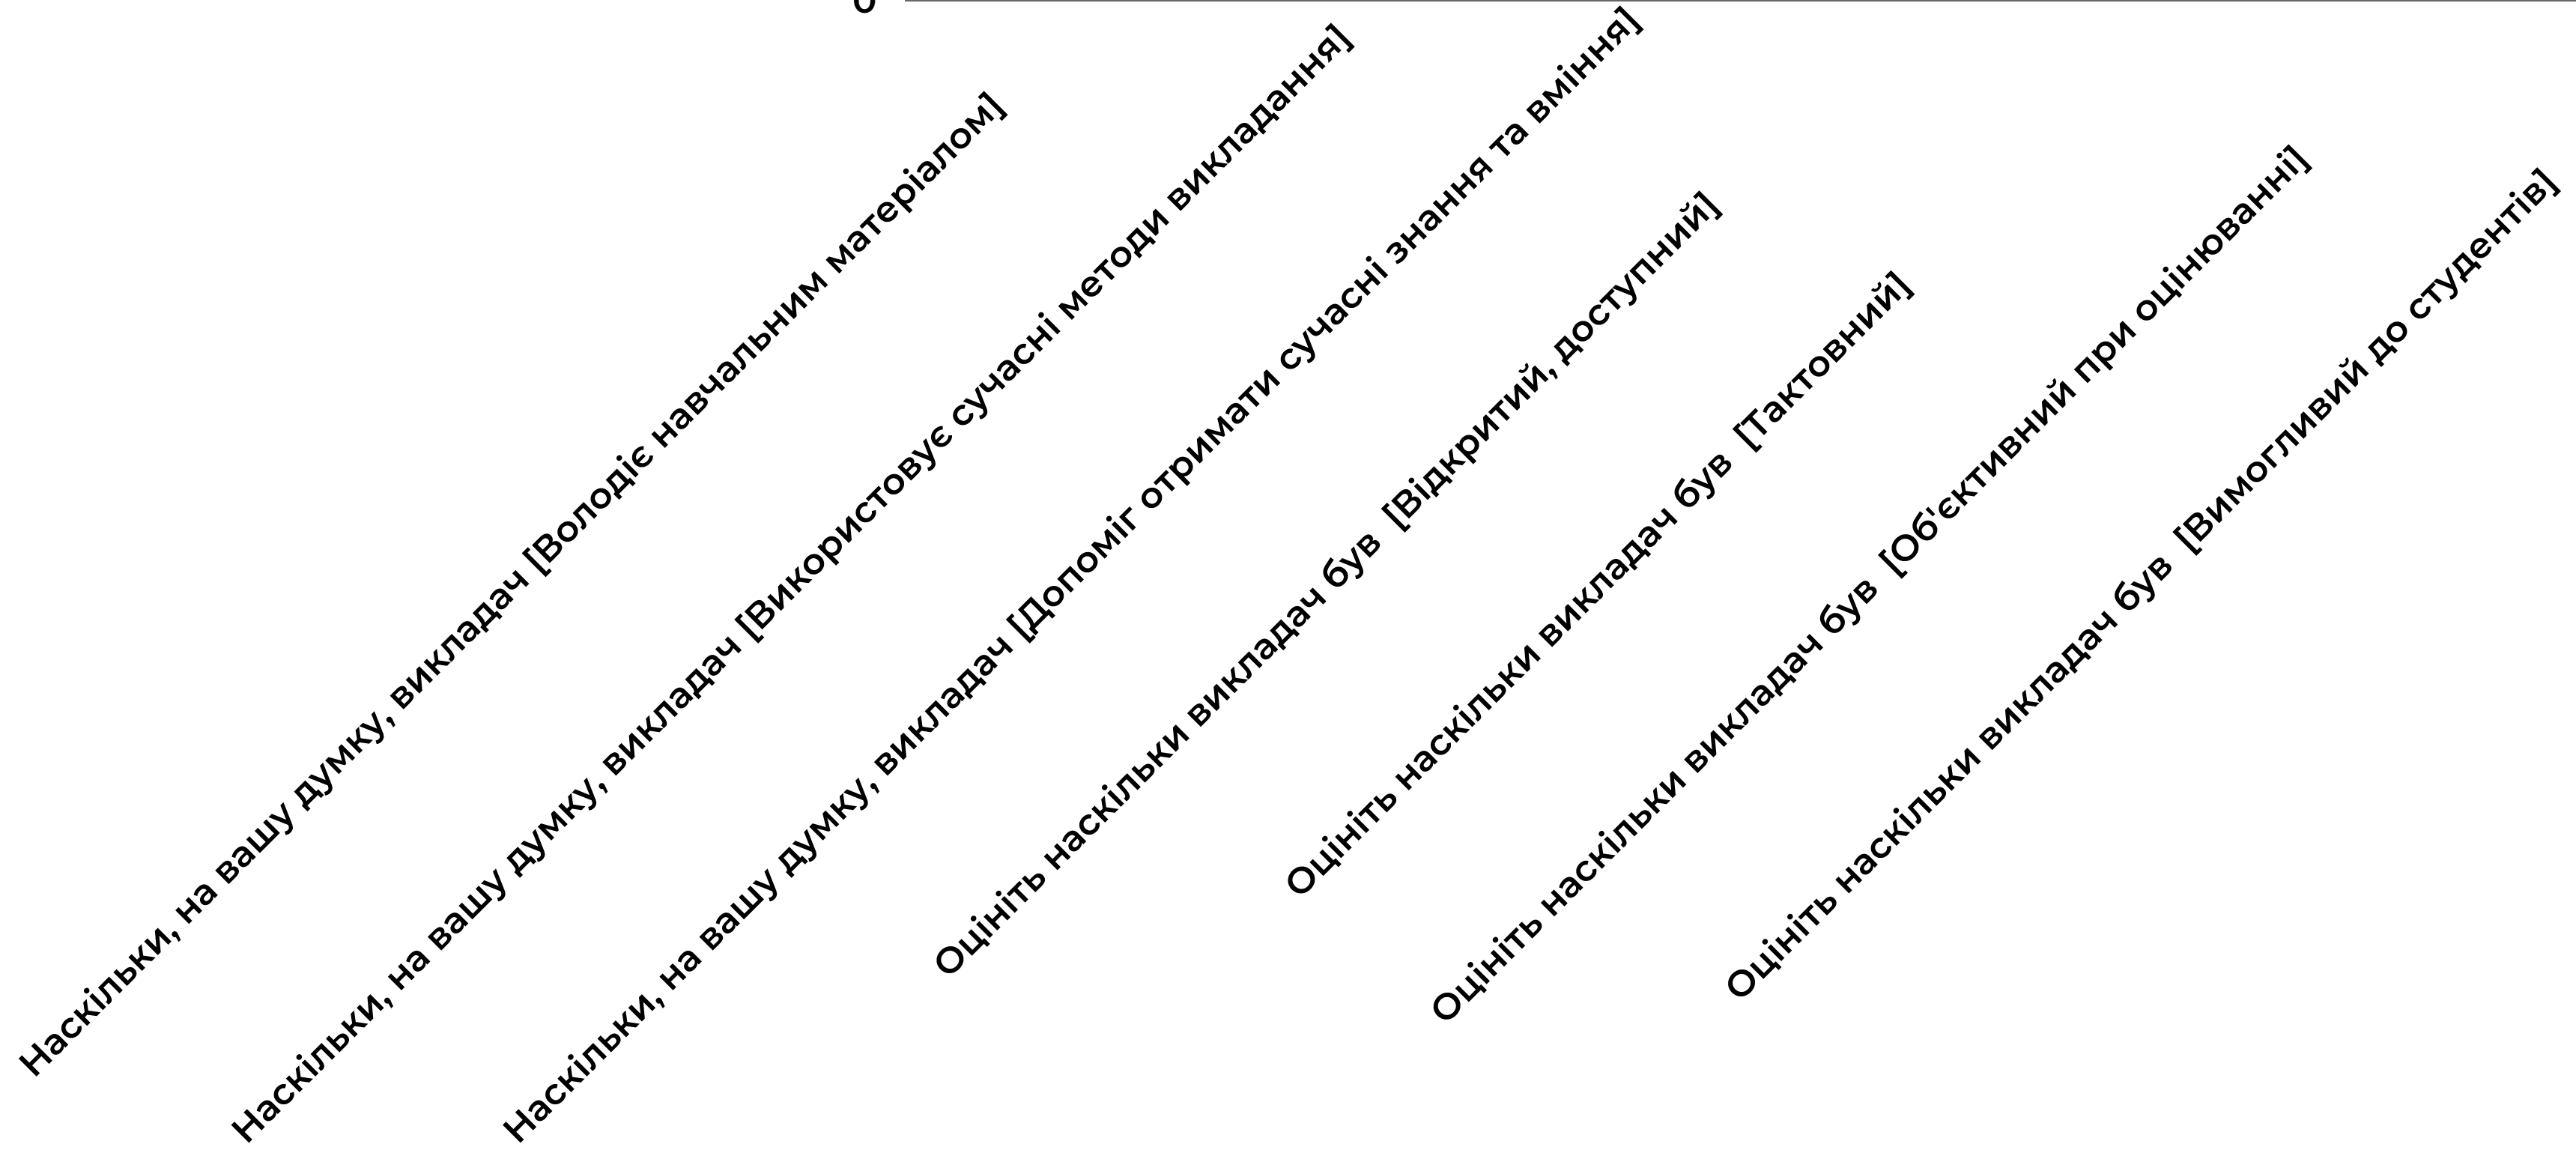 0
Наскільки, на вашу думку, викладач [Володіє навчальним матеріалом]
Наскільки, на вашу думку, викладач [Використовує сучасні методи викладання]
Наскільки, на вашу думку, викладач [Допоміг отримати сучасні знання та вміння]
Оцініть наскільки викладач був [Відкритий, доступний]
Оцініть наскільки викладач був [Тактовний]
Оцініть наскільки викладач був [Об'єктивний при оцінюванні]
Оцініть наскільки викладач був [Вимогливий до студентів]